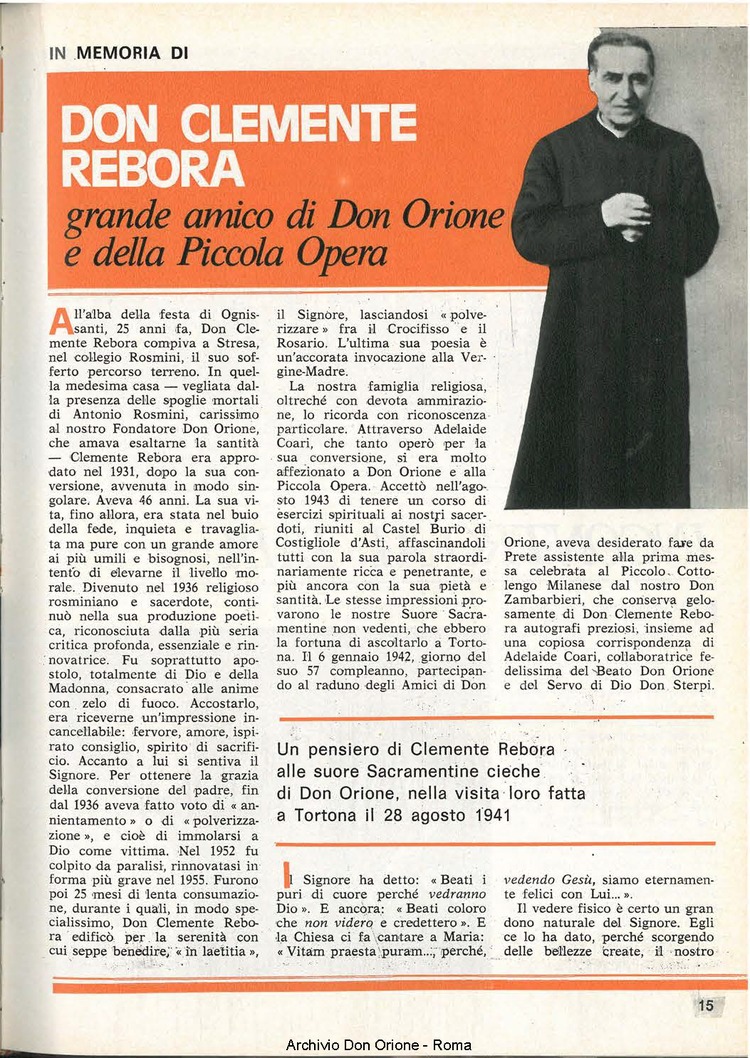 IN MEMORIA DI
DON CLEMENTE
REBORA
grande amico di Don Orione
e della Piccola Opera
All'alba della festa di Ognis-
santi, 25 anni fa, Don Cle-
mente Rebora compiva a Stresa,
nel collegio Rosmini, il suo sof-
ferto percorso terreno. In quel-
la medesima casa — vegliata dal-
la presenza delle spoglie mortali
di Antonio Rosmini, carissimo
al nostro Fondatore Don Orione,
che amava esaltarne la santità
— Clemente Rebora era appro-
dato nel 1931, dopo la sua con-
versione, avvenuta in modo sin-
golare. Aveva 46 anni. La sua vi-
ta, fino allora, era stata nel buio
della fede, inquieta e travaglia-
ta ma pure con un grande amore
ai più umili e bisognosi, nell'in-
tento di elevarne il livello mo-
rale. Divenuto nel 1936 religioso
rosminiano e sacerdote, conti-
nuò nella sua produzione poeti-
ca, riconosciuta dalla più seria
critica profonda, essenziale e rin-
novatrice. Fu soprattutto apo-
stolo, totalmente di Dio e della
Madonna, consacrato alle anime
con zelo di fuoco. Accostarlo,
era riceverne un'impressione in-
cancellabile: fervore, amore, ispi-
rato consiglio, spirito di sacrifi-
cio. Accanto a lui si sentiva il
Signore. Per ottenere la grazia
della conversione del padre, fin
dal 1936 aveva fatto voto di « an-
nientamento » o di « polverizza-
zione », e cioè di immolarsi a
Dio come vittima. Nel 1952 fu
colpito da paralisi, rinnovatasi in
forma più grave nel 1955. Furono
poi 25 mesi di lenta consumazio-
ne, durante i quali, in modo spe-
cialissimo, Don Clemente Rebo-
ra edificò per la serenità con
cui seppe benedire, « in laetitia »,
il Signore, lasciandosi « polve-
rizzare » fra il Crocifisso e il
Rosario. L'ultima sua poesia è
un'accorata invocazione alla Ver-
gine-Madre.
La nostra famiglia religiosa,
oltreché con devota ammirazio-
ne, lo ricorda con riconoscenza
particolare. Attraverso Adelaide
Coari, che tanto operò per la
sua conversione, si era molto
affezionato a Don Orione e alla
Piccola Opera. Accettò nell'ago-
sto 1943 di tenere un corso di
esercizi spirituali ai nostri sacer-
doti, riuniti al Castel Burio di
Costigliole d'Asti, affascinandoli
tutti con la sua parola straordi-
nariamente ricca e penetrante, e
più ancora con la sua pietà e
santità. Le stesse impressioni pro-
varono le nostre Suore Sacra-
mentine non vedenti, che ebbero
la fortuna di ascoltarlo a Torto-
na. Il 6 gennaio 1942, giorno del
suo 57 compleanno, partecipan-
do al raduno degli Amici di Don
Orione, aveva desiderato fare da
Prete assistente alla prima mes-
sa celebrata al Piccolo Cotto-
lengo Milanese dal nostro Don
Zambarbieri, che conserva gelo-
samente di Don Clemente Rebo-
ra autografi preziosi, insieme ad
una copiosa corrispondenza di
Adelaide Coari, collaboratrice fe-
delissima del Beato Don Orione
e del Servo di Dio Don Sterpi.
Un pensiero di Clemente Rebora
alle suore Sacramentine cieche
di Don Orione, nella visita loro fatta
a Tortona il 28 agosto 1941
Il Signore ha detto: « Beati i
puri di cuore perché vedranno
Dio ». E ancora: « Beati coloro
che non videro e credettero ». E
la Chiesa ci fa cantare a Maria:
« Vitam praesta puram..., perché,
vedendo Gesù, siamo eternamen-
te felici con Lui... ».
Il vedere fisico è certo un gran
dono naturale del Signore. Egli
ce lo ha dato, perché scorgendo
delle bellezze create, il nostro
15
Archivio Don Orione - Roma